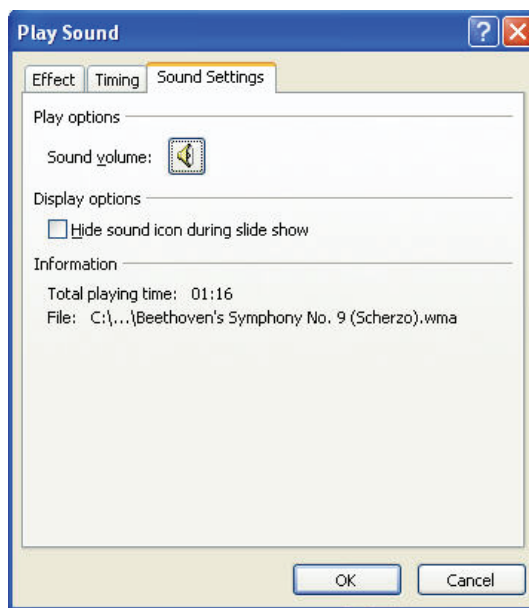 Play Sound
Effect Timing Sound Settings
Play options
Sound volume:
Display options
Hide sound icon during slide show
Information
Total playing time: 01:16
File: C:\...\Beethoven's Symphony No. 9 (Scherzo).wma
OK Cancel